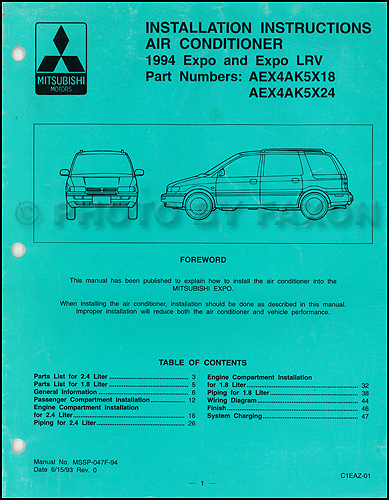 MITSUBISHI
MOTORS
INSTALLATION INSTRUCTIONS
AIR CONDITIONER
1994 Expo and Expo LRV
Part Numbers: AEX4AK5X18
AEX4AK5X24
PHOTO BY FAXON
FOREWORD
This manual has been published to explain how to install the air conditioner into the
MITSUBISHI EXPO.
When installing the air conditioner, installation should be done as described in this manual.
Improper installation will reduce both the air conditioner and vehicle performance.
TABLE OF CONTENTS
Parts List for 2.4 Liter 3
Parts List for 1.8 Liter 5
General Information 6
Passenger Compartment Installation 12
Engine Compartment Installation
for 2.4 Liter 16
Piping for 2.4 Liter 26
Engine Compartment Installation
for 1.8 Liter 32
Piping for 1.8 Liter 38
Wiring Diagram 44
Finish 46
System Charging 47
Manual No. MSSP-047F-94
Date 6/15/93 Rev. 0
C1EAZ-01
— 1 —